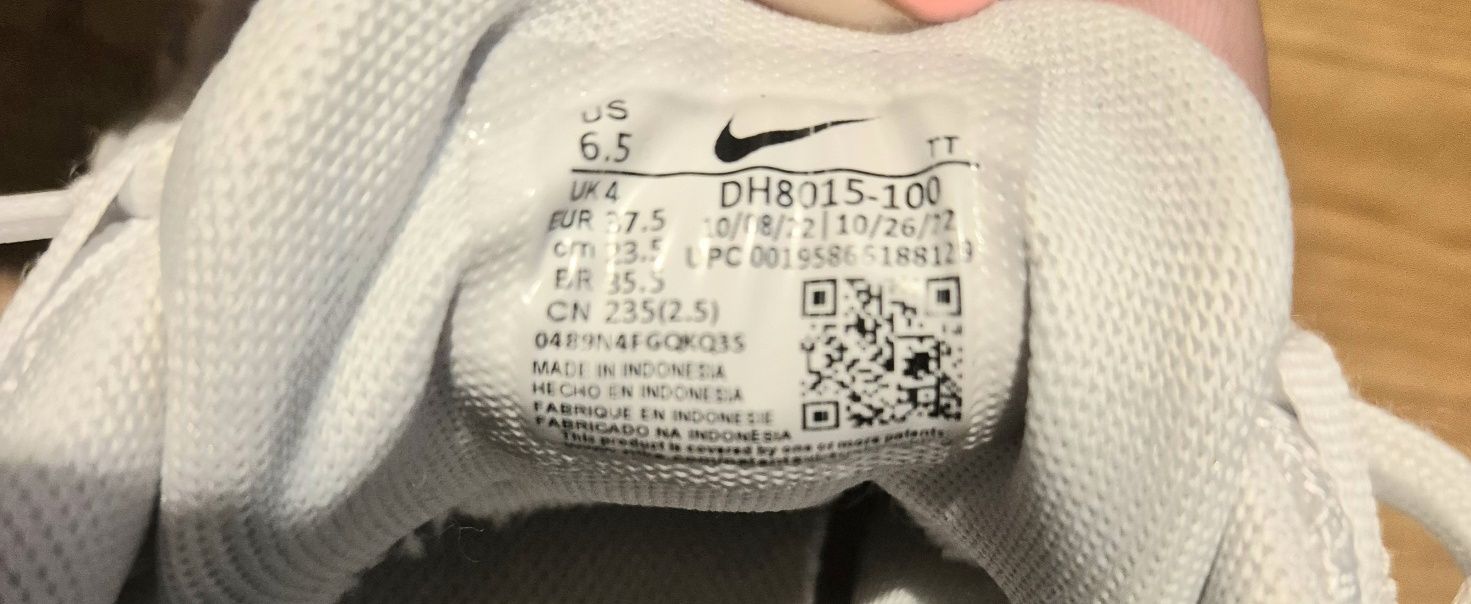 US
6.5
TT
UK 4
DH8015-100
EUR 37.5
10/08/22 | 10/26/22
cm 23.5
UPC 00195866188129
BR 35.5
CN 235(2.5)
0489N4FGQKQ3S
MADE IN INDONESIA
HECHO EN INDONESIA
FABRIQUE EN INDONESIE
FABRICADO NA INDONESIA
This product is covered by one or more patents